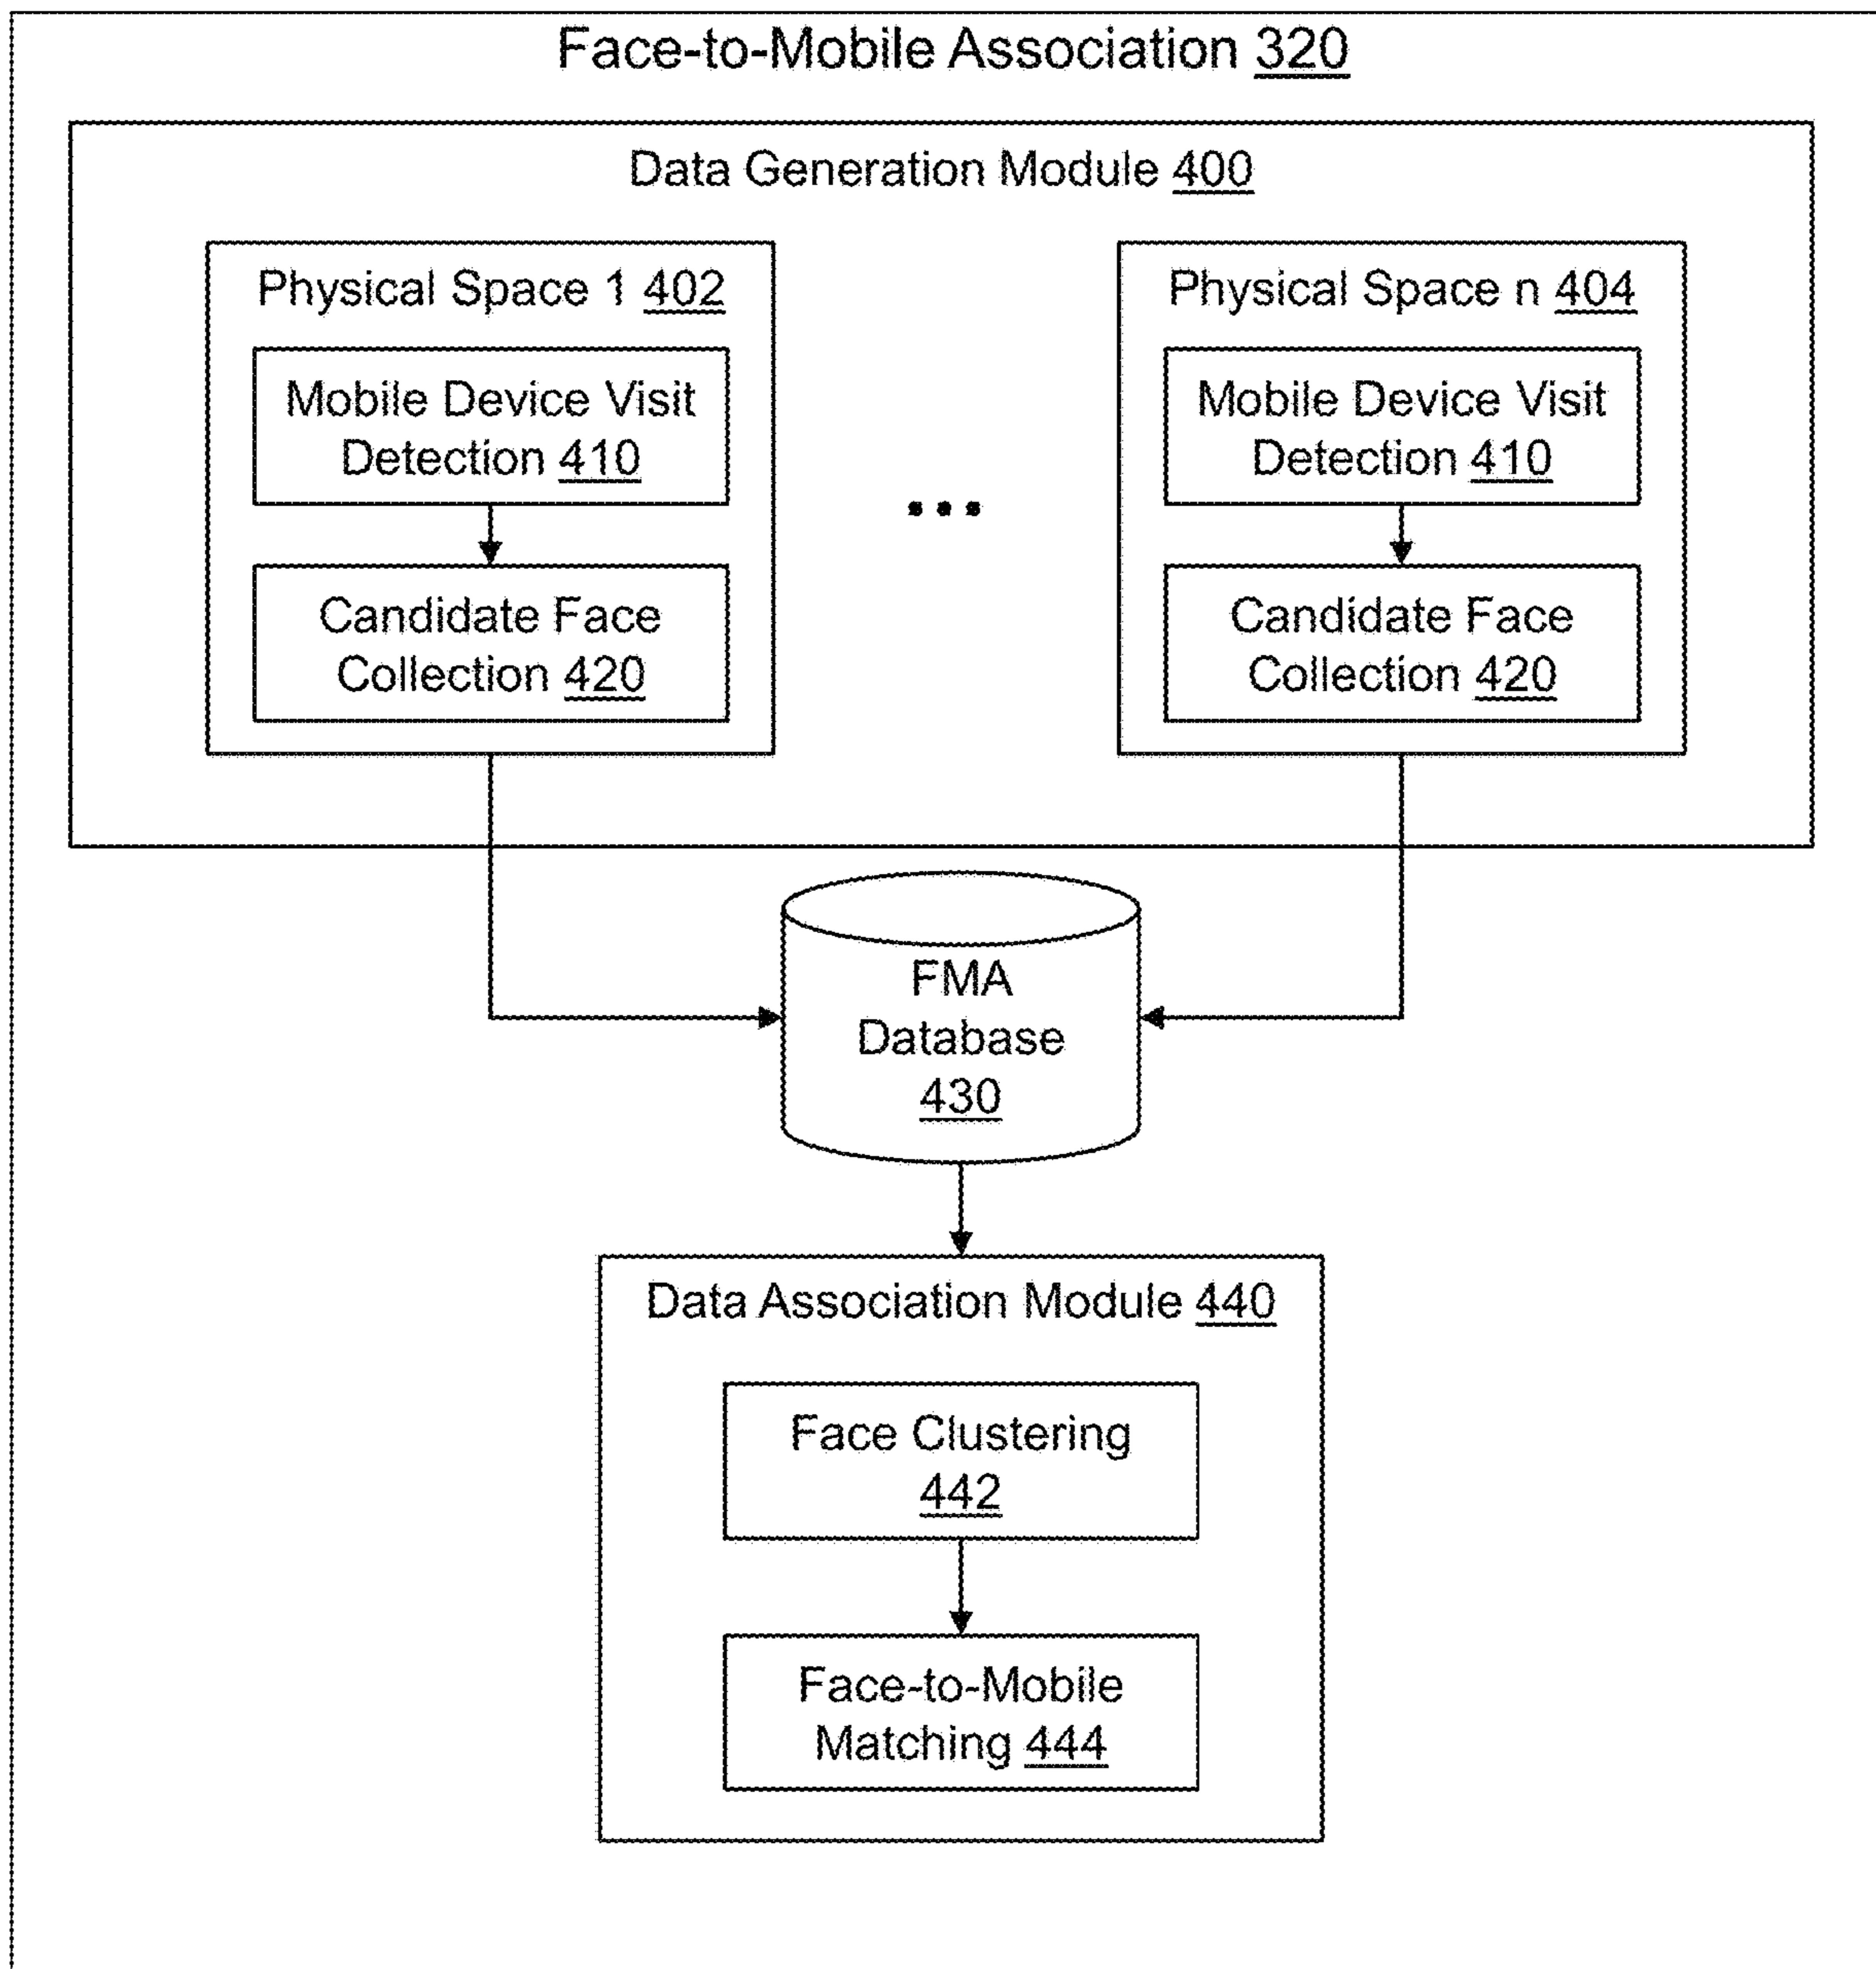 Face-to-Mobile Association 320
Data Generation Module 400
Physical Space 1 402
Mobile Device Visit
Detection 410
Candidate Face
Collection 420
...
Physical Space n 404
Mobile Device Visit
Detection 410
Candidate Face
Collection 420
FMA
Database
430
Data Association Module 440
Face Clustering
442
Face-to-Mobile
Matching 444